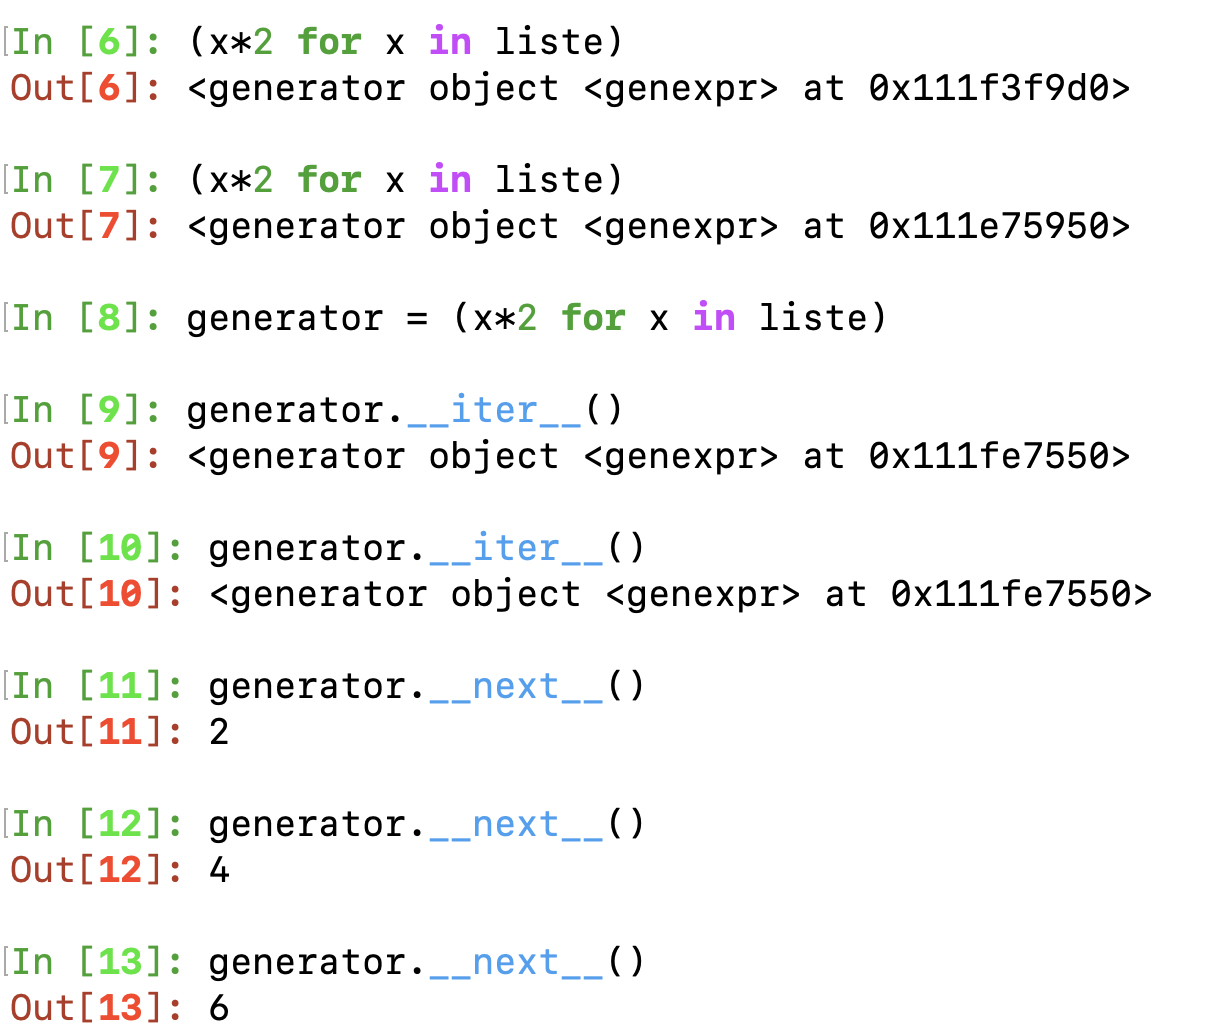 In [6]: (x*2 for x in liste)
Out[6]: <generator object <genexpr> at 0x111f3f9d0>
In [7]: (x*2 for x in liste)
Out[7]: <generator object <genexpr> at 0x111e75950>
In [8]: generator = (x*2 for x in liste)
In [9]: generator.__iter__()
Out[9]: <generator object <genexpr> at 0x111fe7550>
In [10]: generator.__iter__()
Out[10]: <generator object <genexpr> at 0x111fe7550>
In [11]: generator.__next__()
Out[11]: 2
In [12]: generator.__next__()
Out[12]: 4
In [13]: generator.__next__()
Out[13]: 6